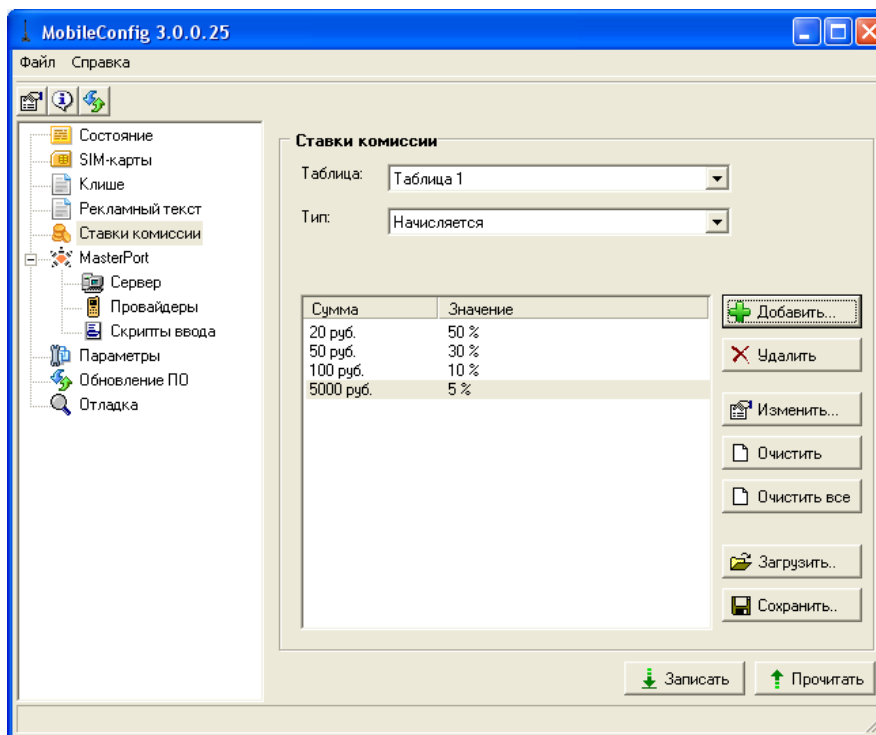 MobileConfig 3.0.0.25
Файл Справка
Состояние
SIM-карты
Клише
Рекламный текст
Ставки комиссии
MasterPort
Сервер
Провайдеры
Скрипты ввода
Параметры
Обновление ПО
Отладка
Ставки комиссии
Таблица: Таблица 1
Тип: Начисляется
Сумма Значение
20 руб. 50 %
50 руб. 30 %
100 руб. 10 %
5000 руб. 5 %
Добавить...
Удалить
Изменить...
Очистить
Очистить все
Загрузить..
Сохранить..
Записать Прочитать